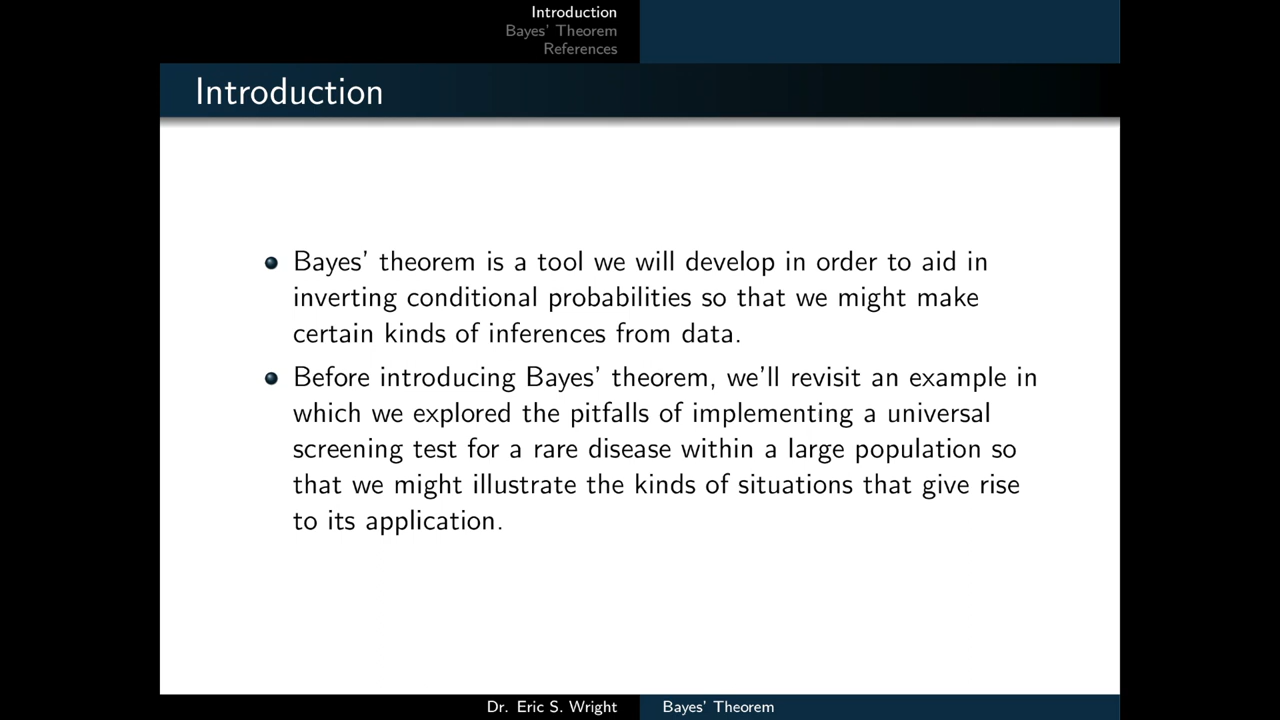 Introduction
Bayes' Theorem
References
Introduction
Bayes' theorem is a tool we will develop in order to aid in
inverting conditional probabilities so that we might make
certain kinds of inferences from data.
Before introducing Bayes' theorem, we'll revisit an example in
which we explored the pitfalls of implementing a universal
screening test for a rare disease within a large population so
that we might illustrate the kinds of situations that give rise
to its application.
Dr. Eric S. Wright
Bayes' Theorem